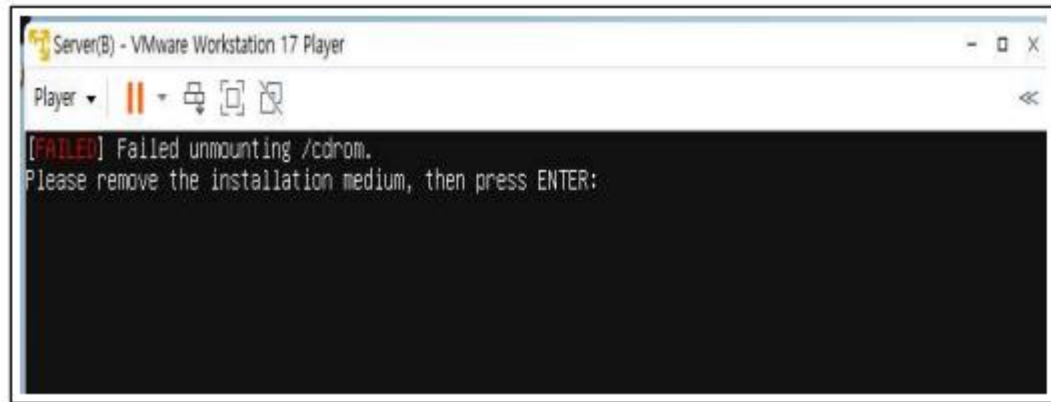 Server(B) - VMware Workstation 17 Player
Player
[FAILED] Failed unmounting /cdrom.
Please remove the installation medium, then press ENTER: